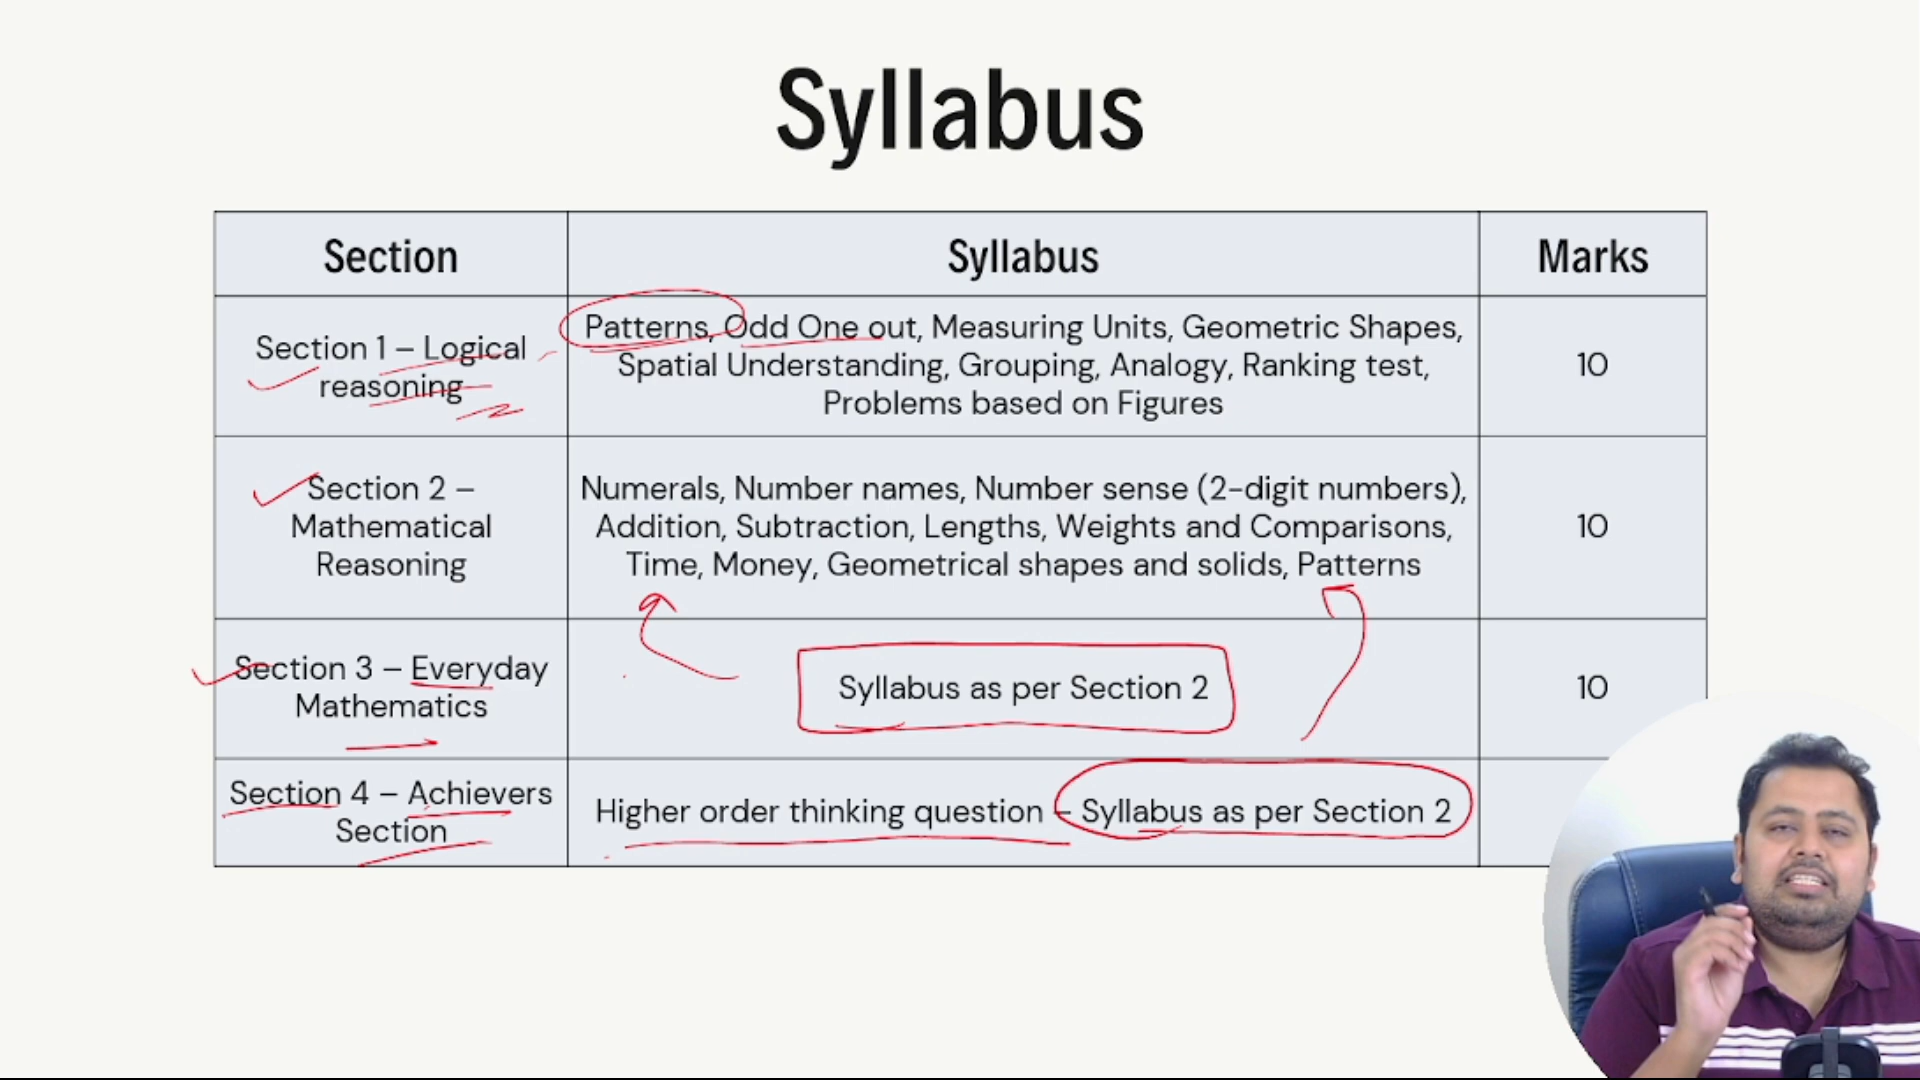 Syllabus
Section
Syllabus
Marks
Section 1 – Logical
reasoning
Patterns, Odd One out, Measuring Units, Geometric Shapes,
Spatial Understanding, Grouping, Analogy, Ranking test,
Problems based on Figures
10
Section 2 –
Mathematical
Reasoning
Numerals, Number names, Number sense (2-digit numbers),
Addition, Subtraction, Lengths, Weights and Comparisons,
Time, Money, Geometrical shapes and solids, Patterns
10
Section 3 – Everyday
Mathematics
Syllabus as per Section 2
10
Section 4 – Achievers
Section
Higher order thinking question – Syllabus as per Section 2